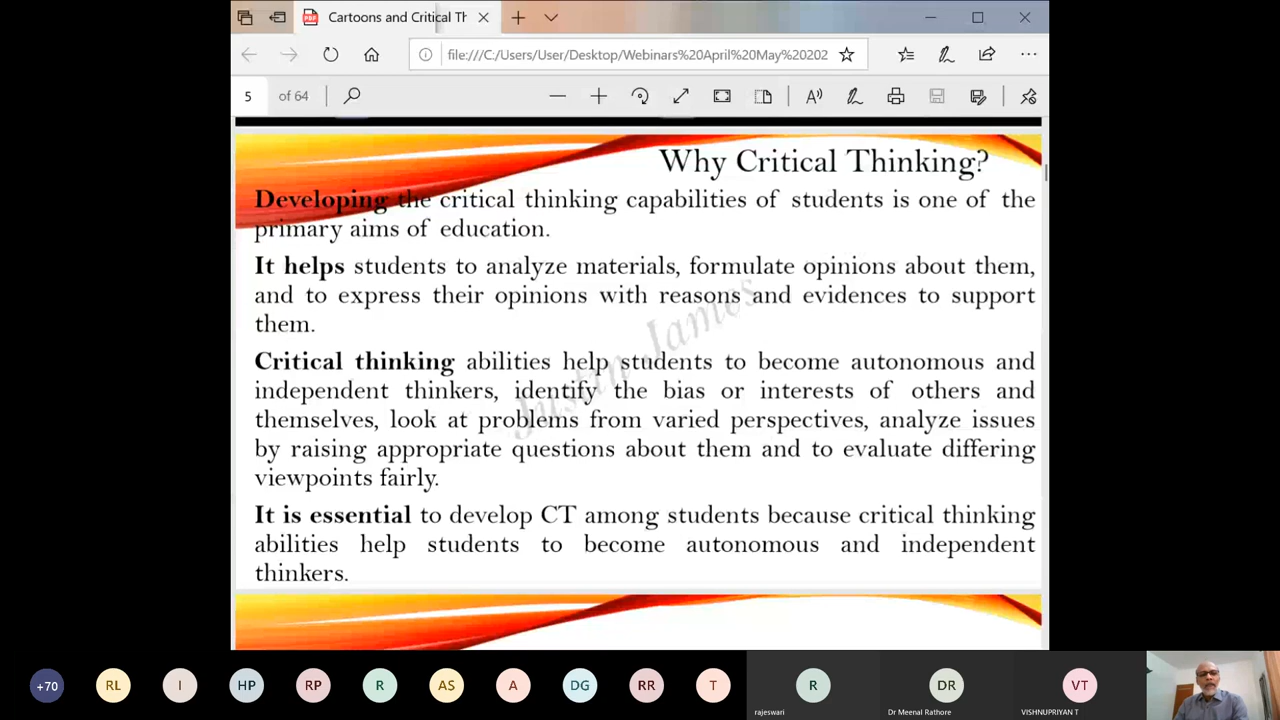 Cartoons and Critical Th
file:///C:/Users/User/Desktop/Webinars%20April%20May%20202
5 of 64
Why Critical Thinking?
Developing the critical thinking capabilities of students is one of the
primary aims of education.
It helps students to analyze materials, formulate opinions about them,
and to express their opinions with reasons and evidences to support
them.
Critical thinking abilities help students to become autonomous and
independent thinkers, identify the bias or interests of others and
themselves, look at problems from varied perspectives, analyze issues
by raising appropriate questions about them and to evaluate differing
viewpoints fairly.
It is essential to develop CT among students because critical thinking
abilities help students to become autonomous and independent
thinkers.
Justin James
+70 RL I HP RP R AS A DG RR T R DR VT
rajeswari Dr Meenal Rathore VISHNUPRIYAN T